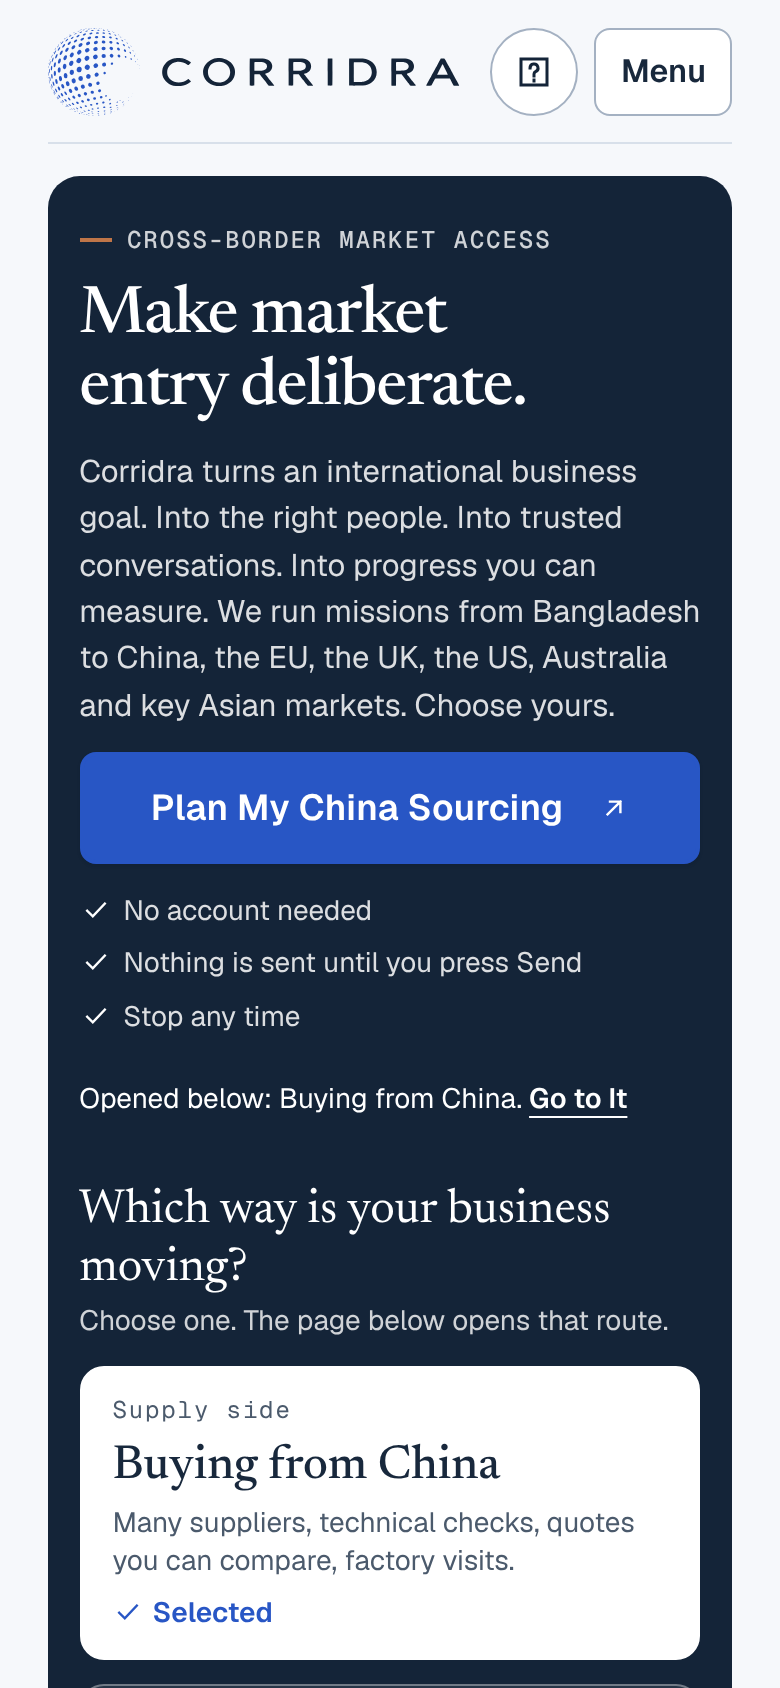 CORRIDRA
Menu
CROSS-BORDER MARKET ACCESS
Make market
entry deliberate.
Corridra turns an international business
goal. Into the right people. Into trusted
conversations. Into progress you can
measure. We run missions from Bangladesh
to China, the EU, the UK, the US, Australia
and key Asian markets. Choose yours.
Plan My China Sourcing
No account needed
Nothing is sent until you press Send
Stop any time
Opened below: Buying from China. Go to It
Which way is your business
moving?
Choose one. The page below opens that route.
Supply side
Buying from China
Many suppliers, technical checks, quotes
you can compare, factory visits.
Selected